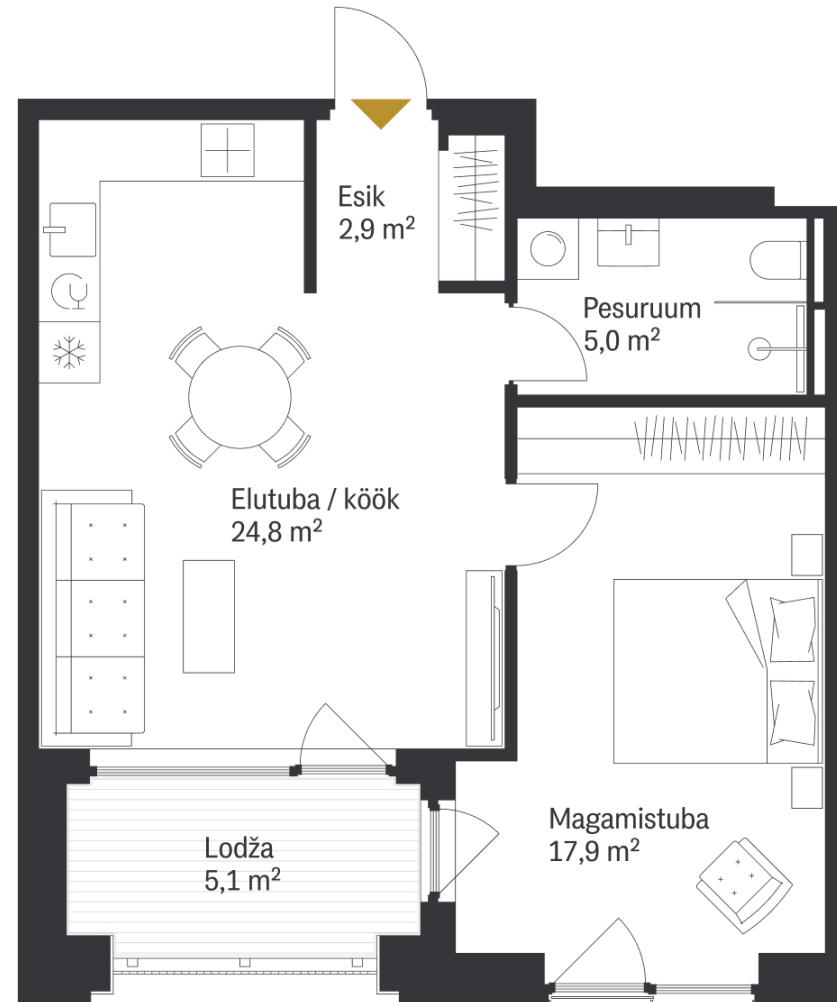 Esik
2,9 m²
Pesuruum
5,0 m²
Elutuba / köök
24,8 m²
Magamistuba
17,9 m²
Lodža
5,1 m²